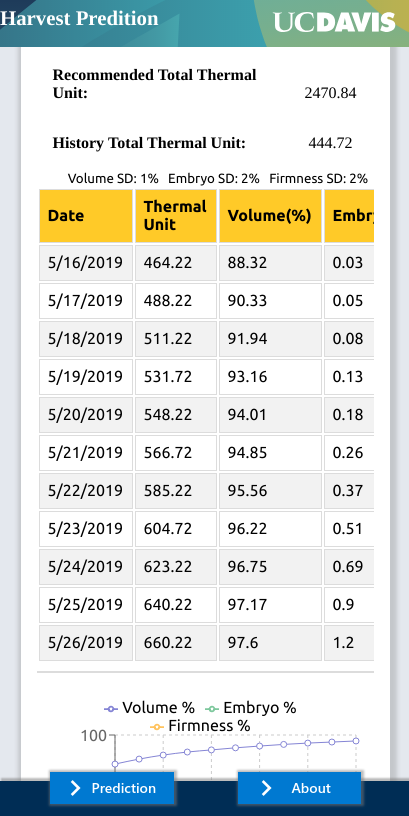 Harvest Predition
UCDAVIS
Recommended Total Thermal
Unit: 2470.84
History Total Thermal Unit: 444.72
Volume SD: 1% Embryo SD: 2% Firmness SD: 2%
Date Thermal Unit Volume(%) Embr
5/16/2019 464.22 88.32 0.03
5/17/2019 488.22 90.33 0.05
5/18/2019 511.22 91.94 0.08
5/19/2019 531.72 93.16 0.13
5/20/2019 548.22 94.01 0.18
5/21/2019 566.72 94.85 0.26
5/22/2019 585.22 95.56 0.37
5/23/2019 604.72 96.22 0.51
5/24/2019 623.22 96.75 0.69
5/25/2019 640.22 97.17 0.9
5/26/2019 660.22 97.6 1.2
Volume % Embryo %
Firmness %
100
Prediction About